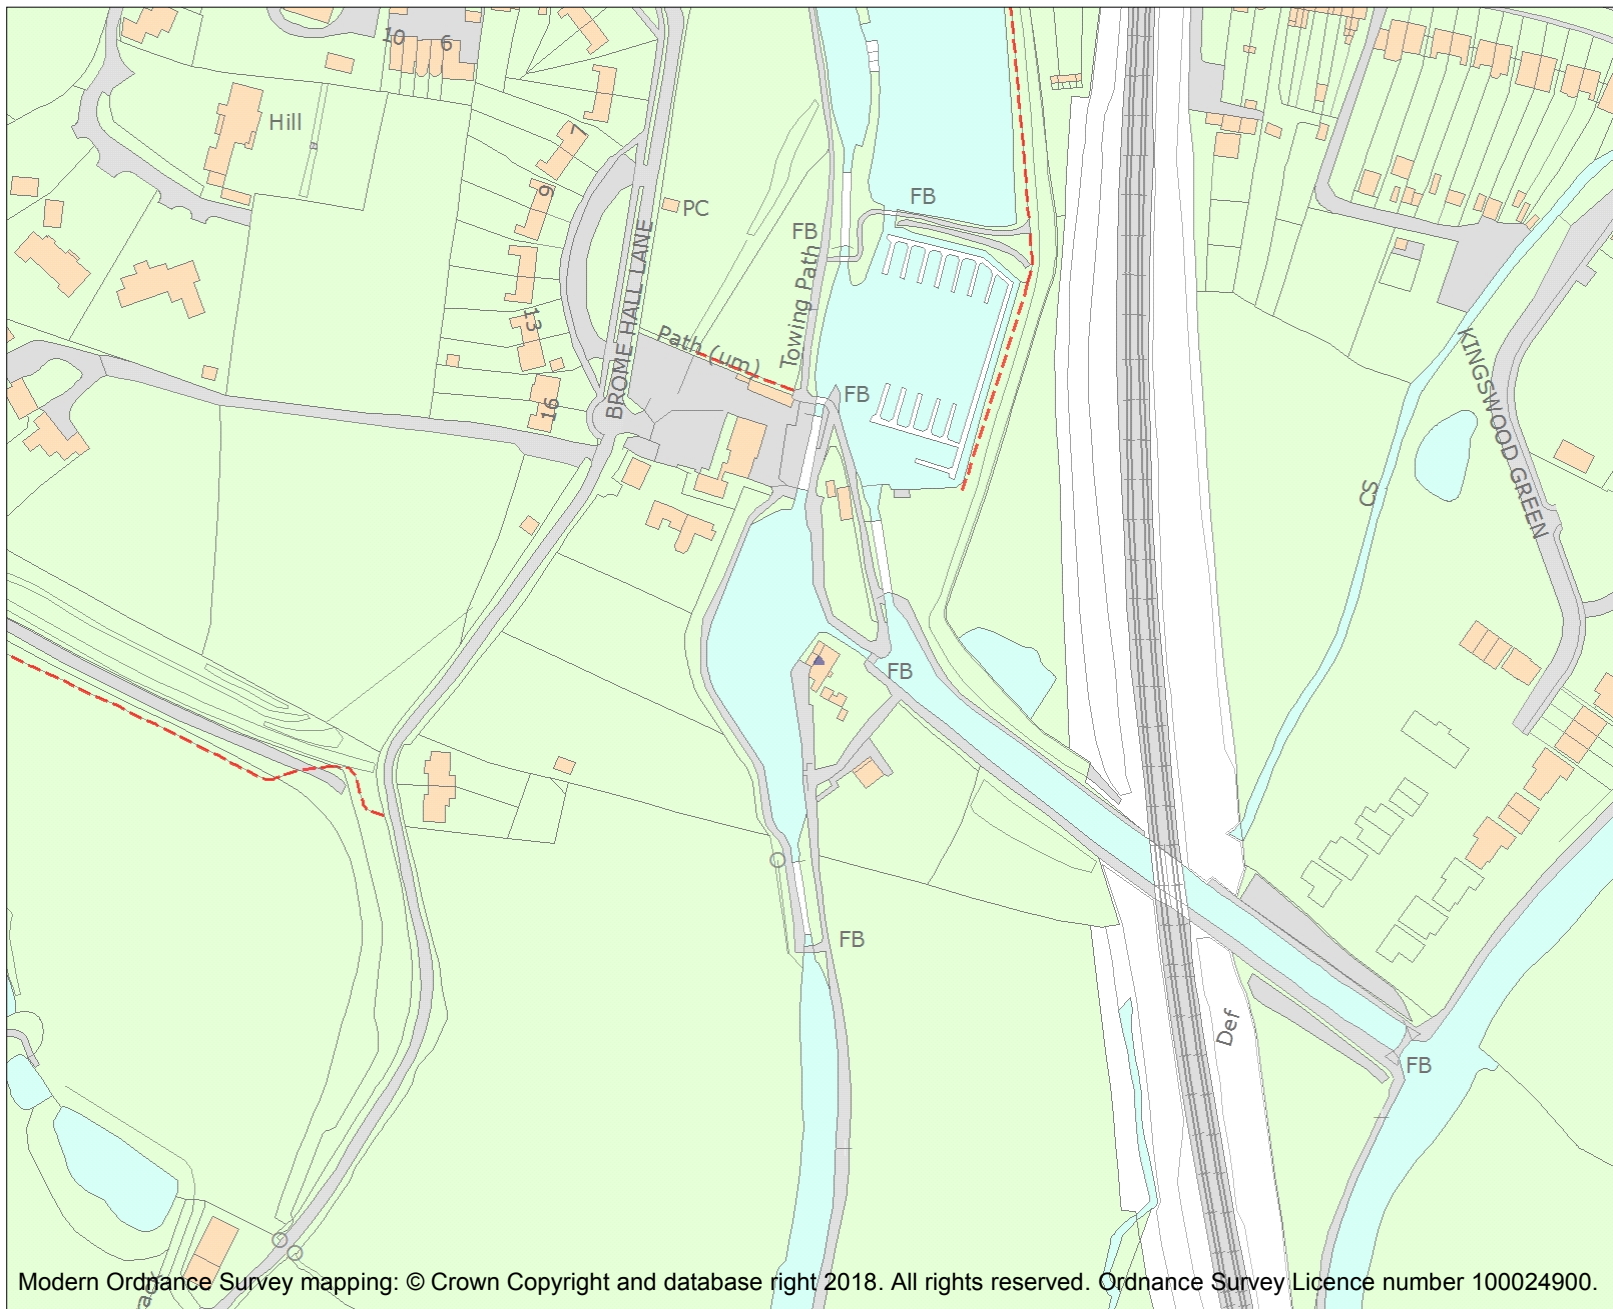 10
6
Hill
7
9
PC
FB
FB
Towing Path
BROME HALL LANE
13
Path (um)
16
FB
KINGSWOOD GREEN
CS
FB
FB
Def
FB
Modern Ordnance Survey mapping: © Crown Copyright and database right 2018. All rights reserved. Ordnance Survey Licence number 100024900.